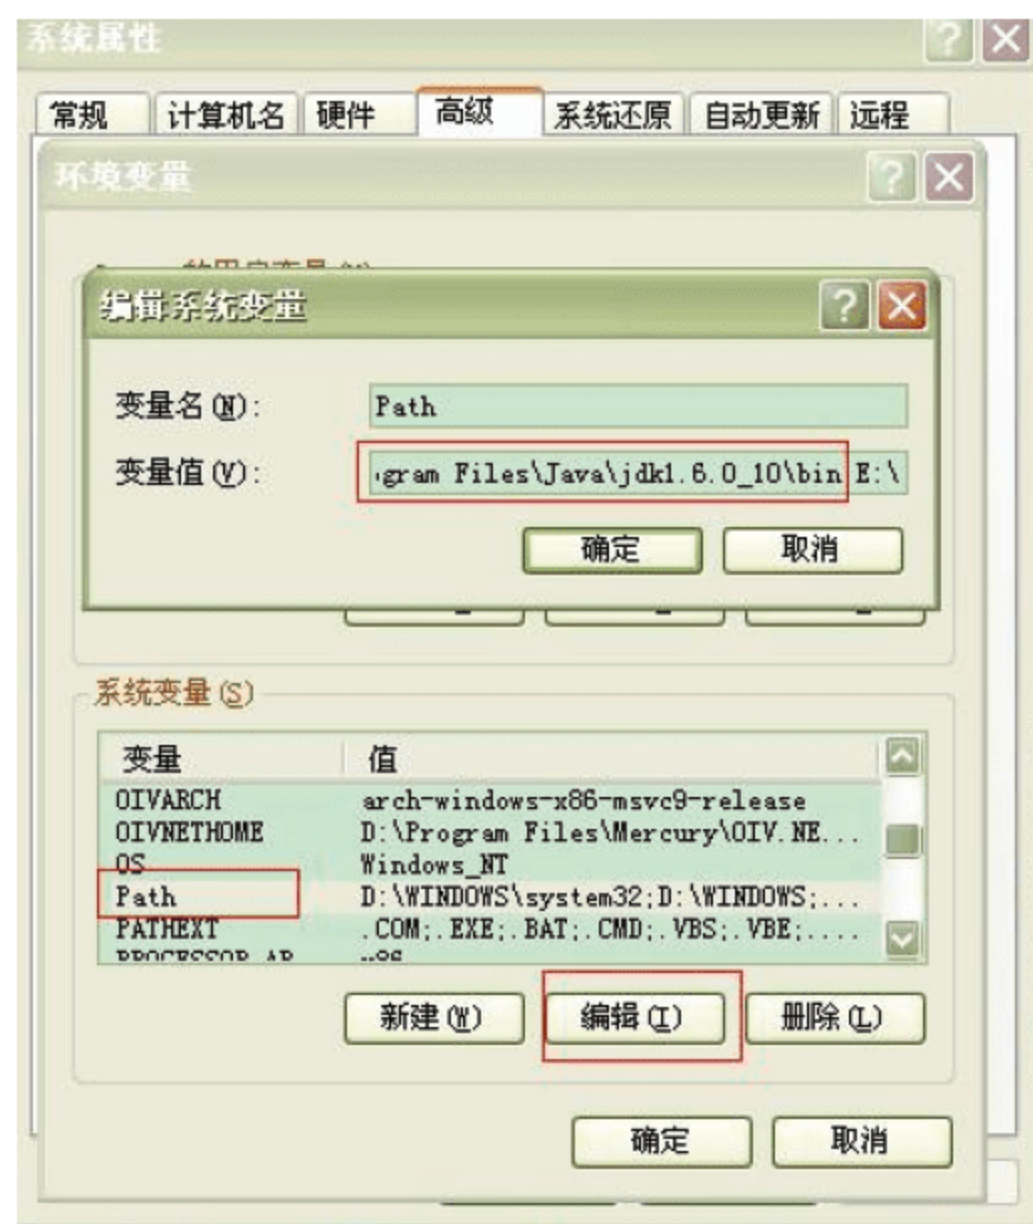 系统属性
常规 计算机名 硬件 高级 系统还原 自动更新 远程
环境变量
编辑系统变量
变量名(N): Path
变量值(V): gram Files\Java\jdk1.6.0_10\bin E:\
确定 取消
系统变量(S)
变量 值
OIVARCH arch-windows-x86-msvc9-release
OIVNETHOME D:\Program Files\Mercury\OIV.NE...
OS Windows_NT
Path D:\WINDOWS\system32;D:\WINDOWS;...
PATHEXT .COM;.EXE;.BAT;.CMD;.VBS;.VBE;....
新建(W) 编辑(I) 删除(L)
确定 取消